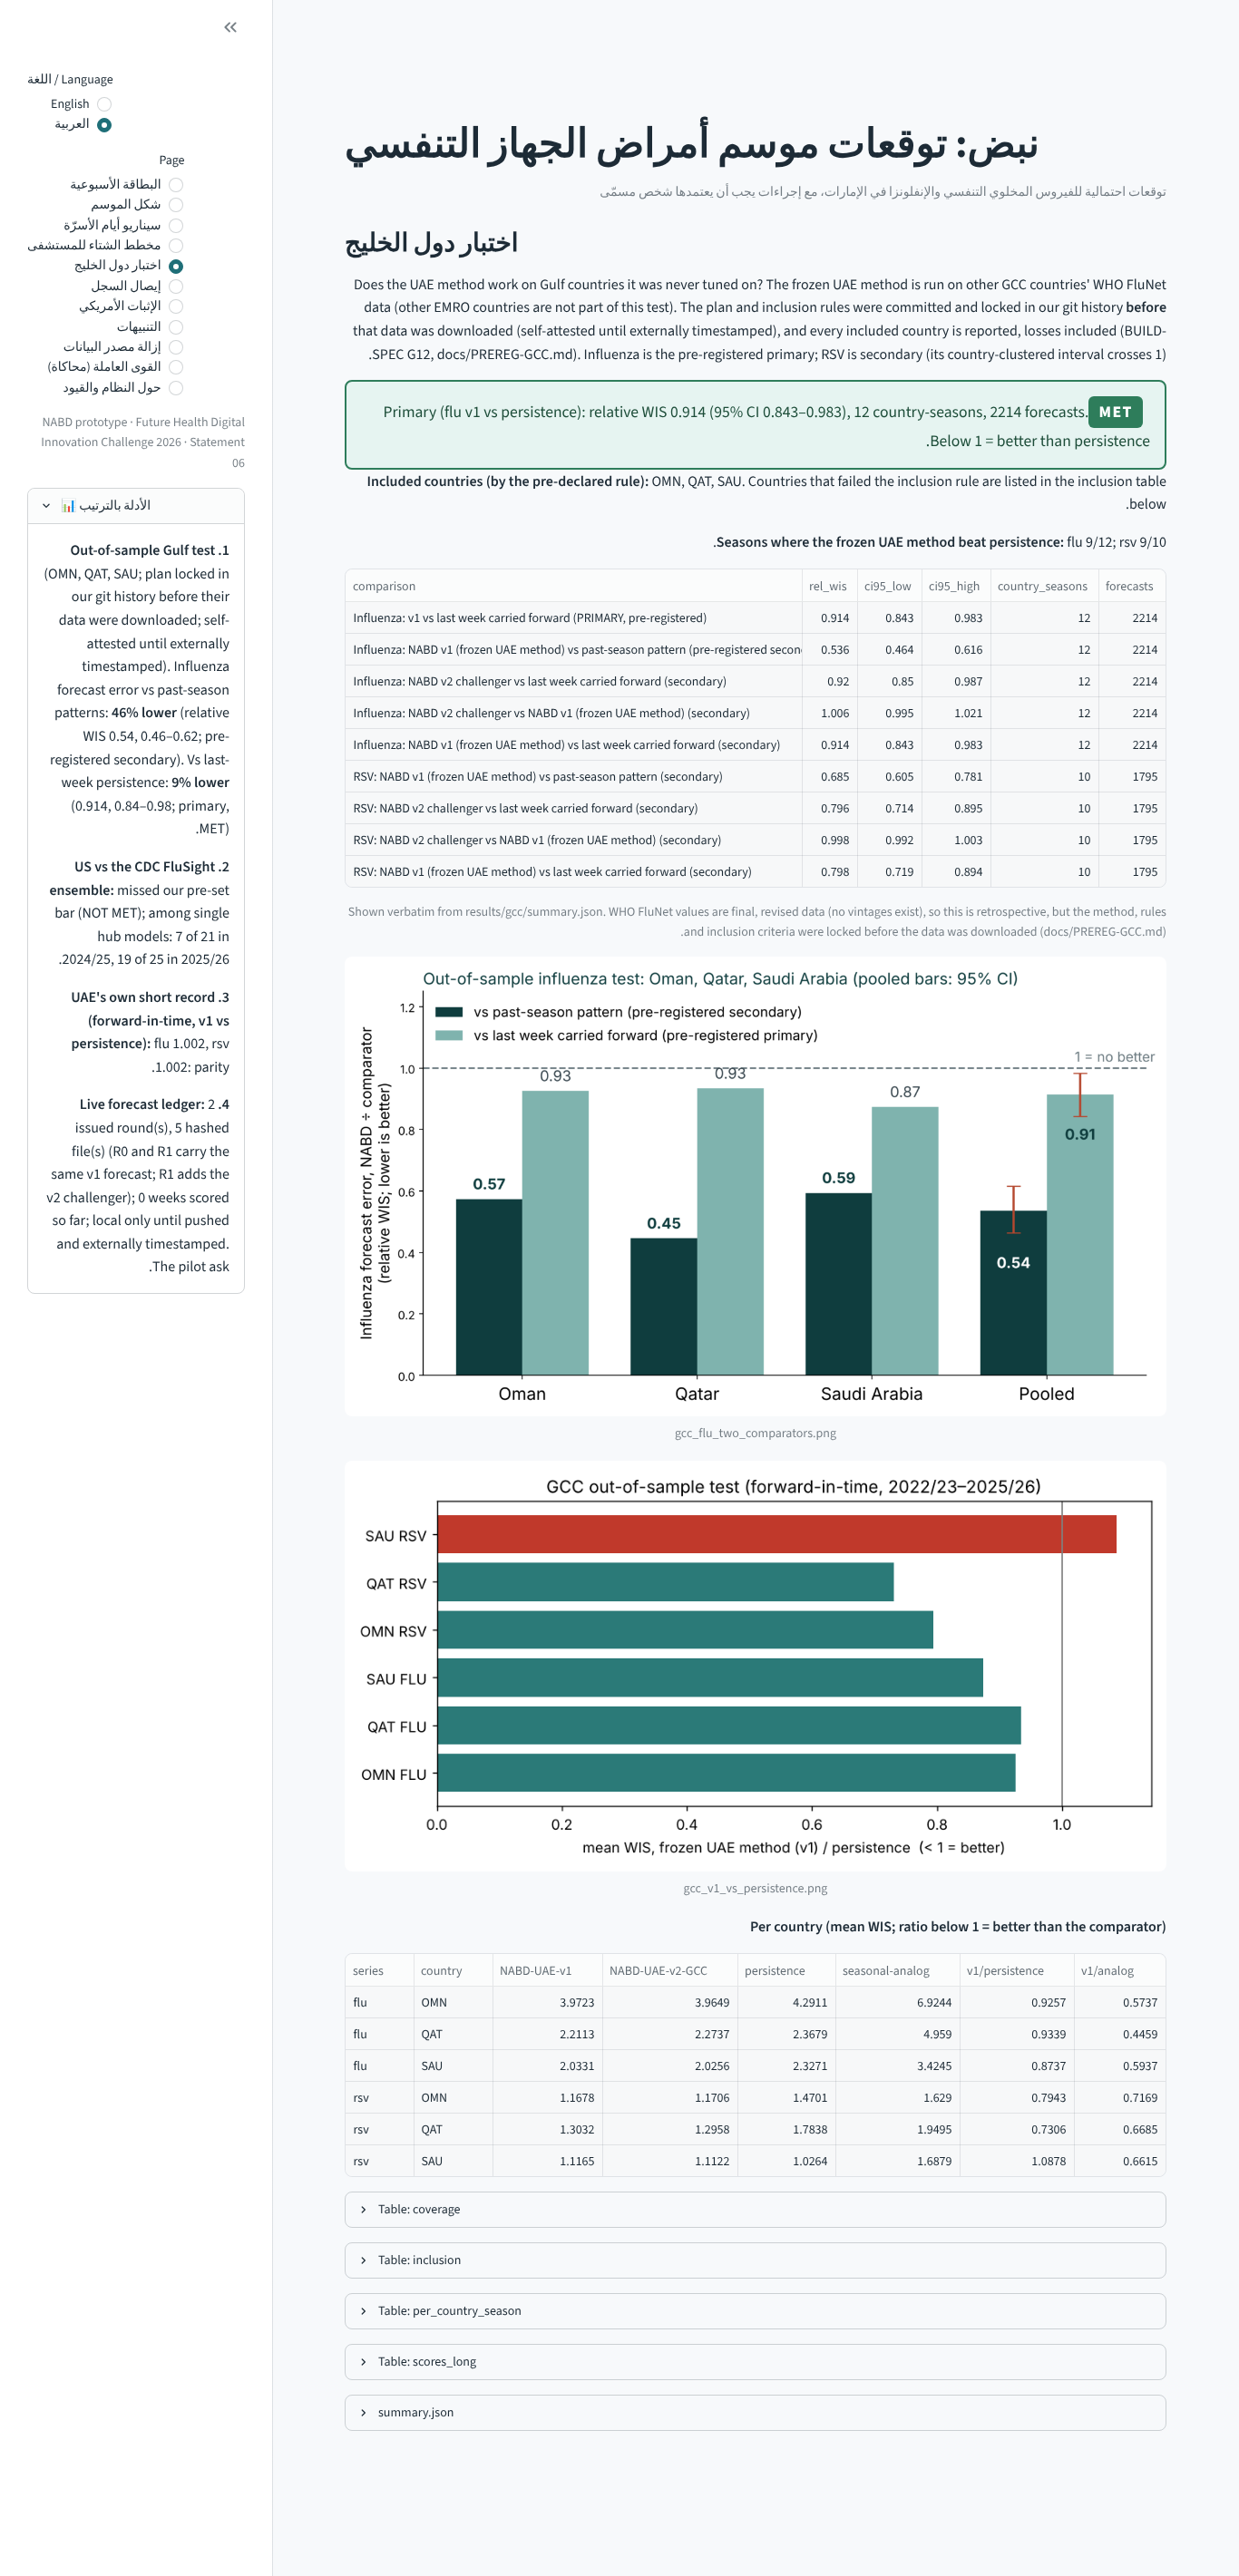 اللغة / Language
English
العربية
Page
البطاقة الأسبوعية
شكل الموسم
سيناريو أيام الأسرّة
مخطط الشتاء للمستشفى
اختبار دول الخليج
إيصال السجل
الإثبات الأمريكي
التنبيهات
إزالة مصدر البيانات
القوى العاملة (محاكاة)
حول النظام والقيود
NABD prototype · Future Health Digital
Innovation Challenge 2026 · Statement
06
📊 الأدلة بالترتيب
1. Out-of-sample Gulf test
(OMN, QAT, SAU; plan locked in
our git history before their
data were downloaded; self-
attested until externally
timestamped). Influenza
forecast error vs past-season
patterns: 46% lower (relative
WIS 0.54, 0.46–0.62; pre-
registered secondary). Vs last-
week persistence: 9% lower
(0.914, 0.84–0.98; primary,
MET).
2. US vs the CDC FluSight
ensemble: missed our pre-set
bar (NOT MET); among single
hub models: 7 of 21 in
2024/25, 19 of 25 in 2025/26.
3. UAE's own short record
(forward-in-time, v1 vs
persistence): flu 1.002, rsv
1.002: parity.
4. Live forecast ledger: 2
issued round(s), 5 hashed
file(s) (R0 and R1 carry the
same v1 forecast; R1 adds the
v2 challenger); 0 weeks scored
so far; local only until pushed
and externally timestamped.
The pilot ask.
نبض: توقعات موسم أمراض الجهاز التنفسي
توقعات احتمالية للفيروس المخلوي التنفسي والإنفلونزا في الإمارات، مع إجراءات يجب أن يعتمدها شخص مسمّى
اختبار دول الخليج
Does the UAE method work on Gulf countries it was never tuned on? The frozen UAE method is run on other GCC countries' WHO FluNet
data (other EMRO countries are not part of this test). The plan and inclusion rules were committed and locked in our git history before
that data was downloaded (self-attested until externally timestamped), and every included country is reported, losses included (BUILD-
SPEC G12, docs/PREREG-GCC.md). Influenza is the pre-registered primary; RSV is secondary (its country-clustered interval crosses 1).
MET Primary (flu v1 vs persistence): relative WIS 0.914 (95% CI 0.843–0.983), 12 country-seasons, 2214 forecasts.
Below 1 = better than persistence.
Included countries (by the pre-declared rule): OMN, QAT, SAU. Countries that failed the inclusion rule are listed in the inclusion table
below.
Seasons where the frozen UAE method beat persistence: flu 9/12; rsv 9/10.
comparison rel_wis ci95_low ci95_high country_seasons forecasts
Influenza: v1 vs last week carried forward (PRIMARY, pre-registered) 0.914 0.843 0.983 12 2214
Influenza: NABD v1 (frozen UAE method) vs past-season pattern (pre-registered secon 0.536 0.464 0.616 12 2214
Influenza: NABD v2 challenger vs last week carried forward (secondary) 0.92 0.85 0.987 12 2214
Influenza: NABD v2 challenger vs NABD v1 (frozen UAE method) (secondary) 1.006 0.995 1.021 12 2214
Influenza: NABD v1 (frozen UAE method) vs last week carried forward (secondary) 0.914 0.843 0.983 12 2214
RSV: NABD v1 (frozen UAE method) vs past-season pattern (secondary) 0.685 0.605 0.781 10 1795
RSV: NABD v2 challenger vs last week carried forward (secondary) 0.796 0.714 0.895 10 1795
RSV: NABD v2 challenger vs NABD v1 (frozen UAE method) (secondary) 0.998 0.992 1.003 10 1795
RSV: NABD v1 (frozen UAE method) vs last week carried forward (secondary) 0.798 0.719 0.894 10 1795
Shown verbatim from results/gcc/summary.json. WHO FluNet values are final, revised data (no vintages exist), so this is retrospective, but the method, rules
and inclusion criteria were locked before the data was downloaded (docs/PREREG-GCC.md).
Out-of-sample influenza test: Oman, Qatar, Saudi Arabia (pooled bars: 95% CI)
vs past-season pattern (pre-registered secondary)
vs last week carried forward (pre-registered primary)
1 = no better
Influenza forecast error, NABD ÷ comparator
(relative WIS; lower is better)
1.2
1.0
0.8
0.6
0.4
0.2
0.0
0.57 0.93
0.45 0.93
0.59 0.87
0.54 0.91
Oman Qatar Saudi Arabia Pooled
gcc_flu_two_comparators.png
GCC out-of-sample test (forward-in-time, 2022/23–2025/26)
SAU RSV
QAT RSV
OMN RSV
SAU FLU
QAT FLU
OMN FLU
0.0 0.2 0.4 0.6 0.8 1.0
mean WIS, frozen UAE method (v1) / persistence (< 1 = better)
gcc_v1_vs_persistence.png
Per country (mean WIS; ratio below 1 = better than the comparator)
series country NABD-UAE-v1 NABD-UAE-v2-GCC persistence seasonal-analog v1/persistence v1/analog
flu OMN 3.9723 3.9649 4.2911 6.9244 0.9257 0.5737
flu QAT 2.2113 2.2737 2.3679 4.959 0.9339 0.4459
flu SAU 2.0331 2.0256 2.3271 3.4245 0.8737 0.5937
rsv OMN 1.1678 1.1706 1.4701 1.629 0.7943 0.7169
rsv QAT 1.3032 1.2958 1.7838 1.9495 0.7306 0.6685
rsv SAU 1.1165 1.1122 1.0264 1.6879 1.0878 0.6615
Table: coverage
Table: inclusion
Table: per_country_season
Table: scores_long
summary.json